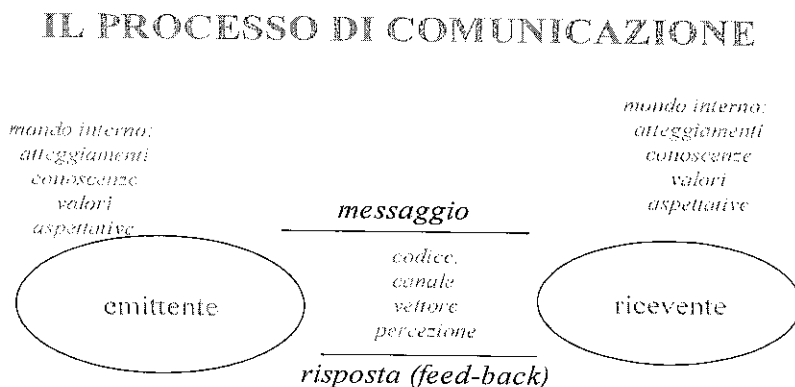 IL PROCESSO DI COMUNICAZIONE
mondo interno:
atteggiamenti
conoscenze
valori
aspettative
mondo interno:
atteggiamenti
conoscenze
valori
aspettative
messaggio
emittente
codice,
canale
vettore
percezione
ricevente
risposta (feed-back)